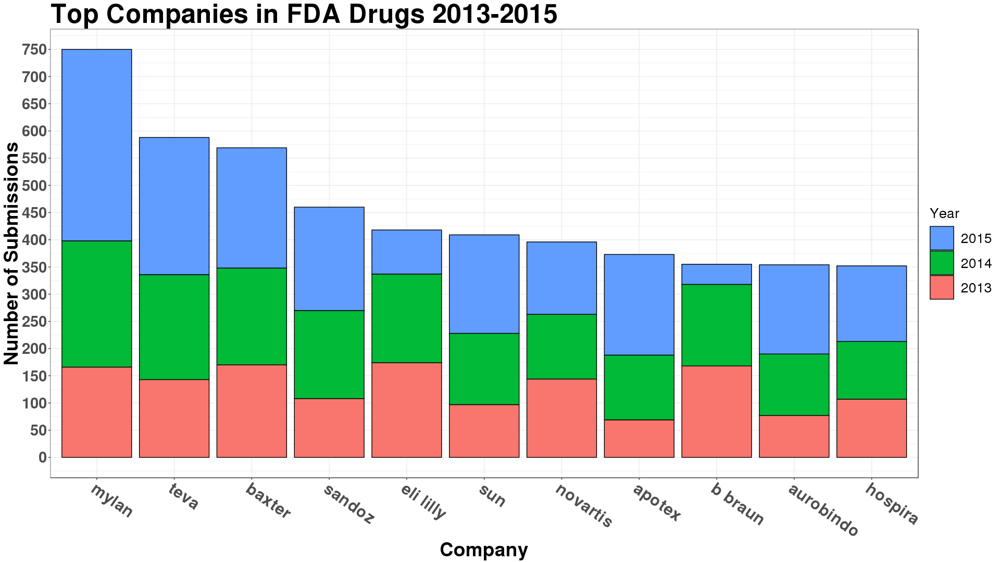 Top Companies in FDA Drugs 2013-2015
Number of Submissions
750
700
650
600
550
500
450
400
350
300
250
200
150
100
50
0
mylan
teva
baxter
sandoz
eli lilly
sun
novartis
apotex
b braun
aurobindo
hospira
Company
Year
2015
2014
2013